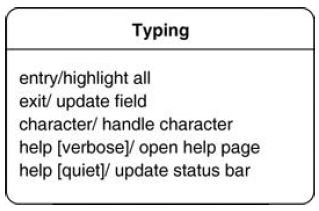 Typing
entry/highlight all
exit/ update field
character/ handle character
help [verbose]/ open help page
help [quiet]/ update status bar